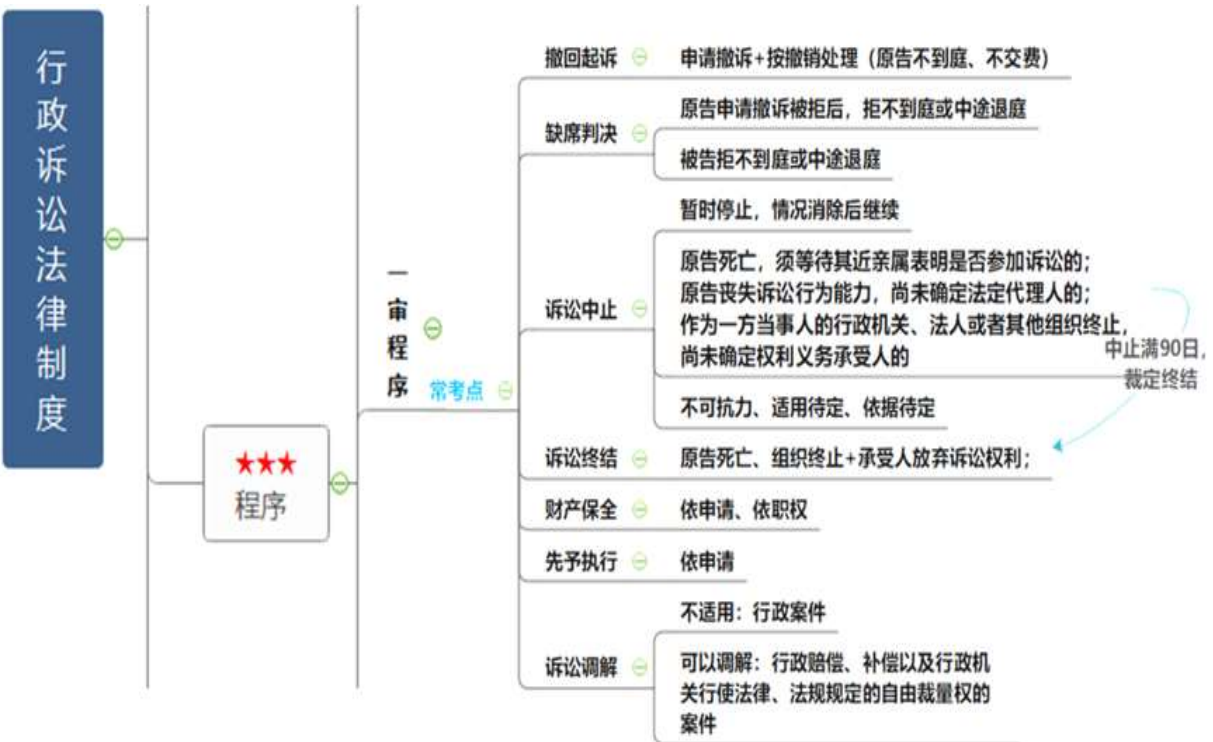 行政诉讼法律制度
★★★
程序
一审程序
常考点
撤回起诉
申请撤诉+按撤销处理（原告不到庭、不交费）
缺席判决
原告申请撤诉被拒后，拒不到庭或中途退庭
被告拒不到庭或中途退庭
诉讼中止
暂时停止，情况消除后继续
原告死亡，须等待其近亲属表明是否参加诉讼的；
原告丧失诉讼行为能力，尚未确定法定代理人的；
作为一方当事人的行政机关、法人或者其他组织终止，
尚未确定权利义务承受人的
中止满90日，
裁定终结
不可抗力、适用待定、依据待定
诉讼终结
原告死亡、组织终止+承受人放弃诉讼权利；
财产保全
依申请、依职权
先予执行
依申请
诉讼调解
不适用：行政案件
可以调解：行政赔偿、补偿以及行政机
关行使法律、法规规定的自由裁量权的
案件